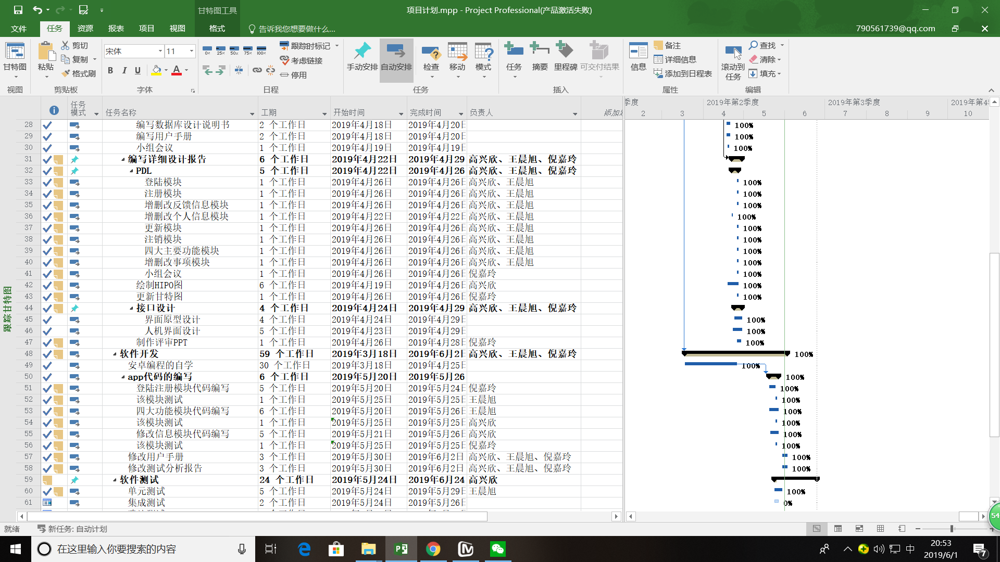 甘特图工具
项目计划.mpp - Project Professional(产品激活失败)
文件 任务 资源 报表 项目 视图 格式 告诉我您想要做什么... 790561739@qq.com
甘特图 粘贴 剪切 复制 格式刷
宋体 11
B I U A
0% 25% 50% 75% 100%
跟踪时标记 考虑链接 停用
手动安排 自动安排 检查 移动 模式 任务 摘要 里程碑 可交付结果 信息
备注 详细信息 添加到日程表
滚动到任务 查找 清除 填充
视图 剪贴板 字体 日程 任务 插入 属性 编辑
任务模式 任务名称 工期 开始时间 完成时间 负责人
季度 2019年第2季度 2019年第3季度
2 3 4 5 6 7 8 9 10
28 编写数据库设计说明书 2 个工作日 2019年4月18日 2019年4月20日 100%
29 编写用户手册 2 个工作日 2019年4月18日 2019年4月20日 100%
30 小组会议 1 个工作日 2019年4月19日 2019年4月19日 100%
31 编写详细设计报告 6 个工作日 2019年4月22日 2019年4月29 高兴欣、王晨旭、倪嘉玲
32 PDL 5 个工作日 2019年4月22日 2019年4月26 高兴欣、王晨旭、倪嘉玲
33 登陆模块 1 个工作日 2019年4月26日 2019年4月26日 高兴欣、王晨旭 100%
34 注册模块 1 个工作日 2019年4月26日 2019年4月26日 高兴欣、王晨旭 100%
35 增删改反馈信息模块 1 个工作日 2019年4月26日 2019年4月26日 高兴欣、王晨旭 100%
36 增删改个人信息模块 1 个工作日 2019年4月22日 2019年4月22日 高兴欣、王晨旭 100%
37 更新模块 1 个工作日 2019年4月26日 2019年4月26日 高兴欣、王晨旭 100%
38 注销模块 1 个工作日 2019年4月26日 2019年4月26日 高兴欣、王晨旭 100%
39 四大主要功能模块 1 个工作日 2019年4月26日 2019年4月26日 高兴欣、王晨旭 100%
40 增删改事项模块 1 个工作日 2019年4月26日 2019年4月26日 高兴欣、王晨旭 100%
41 小组会议 1 个工作日 2019年4月26日 2019年4月26日 倪嘉玲 100%
42 绘制HIPO图 6 个工作日 2019年4月19日 2019年4月26日 高兴欣 100%
43 更新甘特图 1 个工作日 2019年4月26日 2019年4月26日 倪嘉玲 100%
44 接口设计 4 个工作日 2019年4月24日 2019年4月29 高兴欣、王晨旭、倪嘉玲
45 界面原型设计 4 个工作日 2019年4月24日 2019年4月29日 100%
46 人机界面设计 5 个工作日 2019年4月23日 2019年4月29日 100%
47 制作评审PPT 1 个工作日 2019年4月26日 2019年4月28日 倪嘉玲 100%
48 软件开发 59 个工作日 2019年3月18日 2019年6月2日 高兴欣、王晨旭、倪嘉玲 100%
49 安卓编程的自学 30 个工作日 2019年3月18日 2019年4月25日 100%
50 app代码的编写 6 个工作日 2019年5月20日 2019年5月26 100%
51 登陆注册模块代码编写 5 个工作日 2019年5月20日 2019年5月24日 倪嘉玲 100%
52 该模块测试 1 个工作日 2019年5月25日 2019年5月25日 王晨旭 100%
53 四大功能模块代码编写 6 个工作日 2019年5月20日 2019年5月26日 王晨旭 100%
54 该模块测试 1 个工作日 2019年5月25日 2019年5月25日 高兴欣 100%
55 修改信息模块代码编写 5 个工作日 2019年5月21日 2019年5月26日 高兴欣 100%
56 该模块测试 1 个工作日 2019年5月25日 2019年5月25日 倪嘉玲 100%
57 修改用户手册 3 个工作日 2019年5月30日 2019年6月2日 高兴欣、王晨旭、倪嘉玲 100%
58 修改测试分析报告 3 个工作日 2019年5月30日 2019年6月2日 高兴欣、王晨旭、倪嘉玲 100%
59 软件测试 24 个工作日 2019年5月24日 2019年6月24 高兴欣
60 单元测试 5 个工作日 2019年5月24日 2019年5月29日 王晨旭 100%
61 集成测试 2 个工作日 2019年5月24日 2019年5月26日 0%
跟踪甘特图
就绪 新任务: 自动计划
54
在这里输入你要搜索的内容
中
20:53
2019/6/1
7